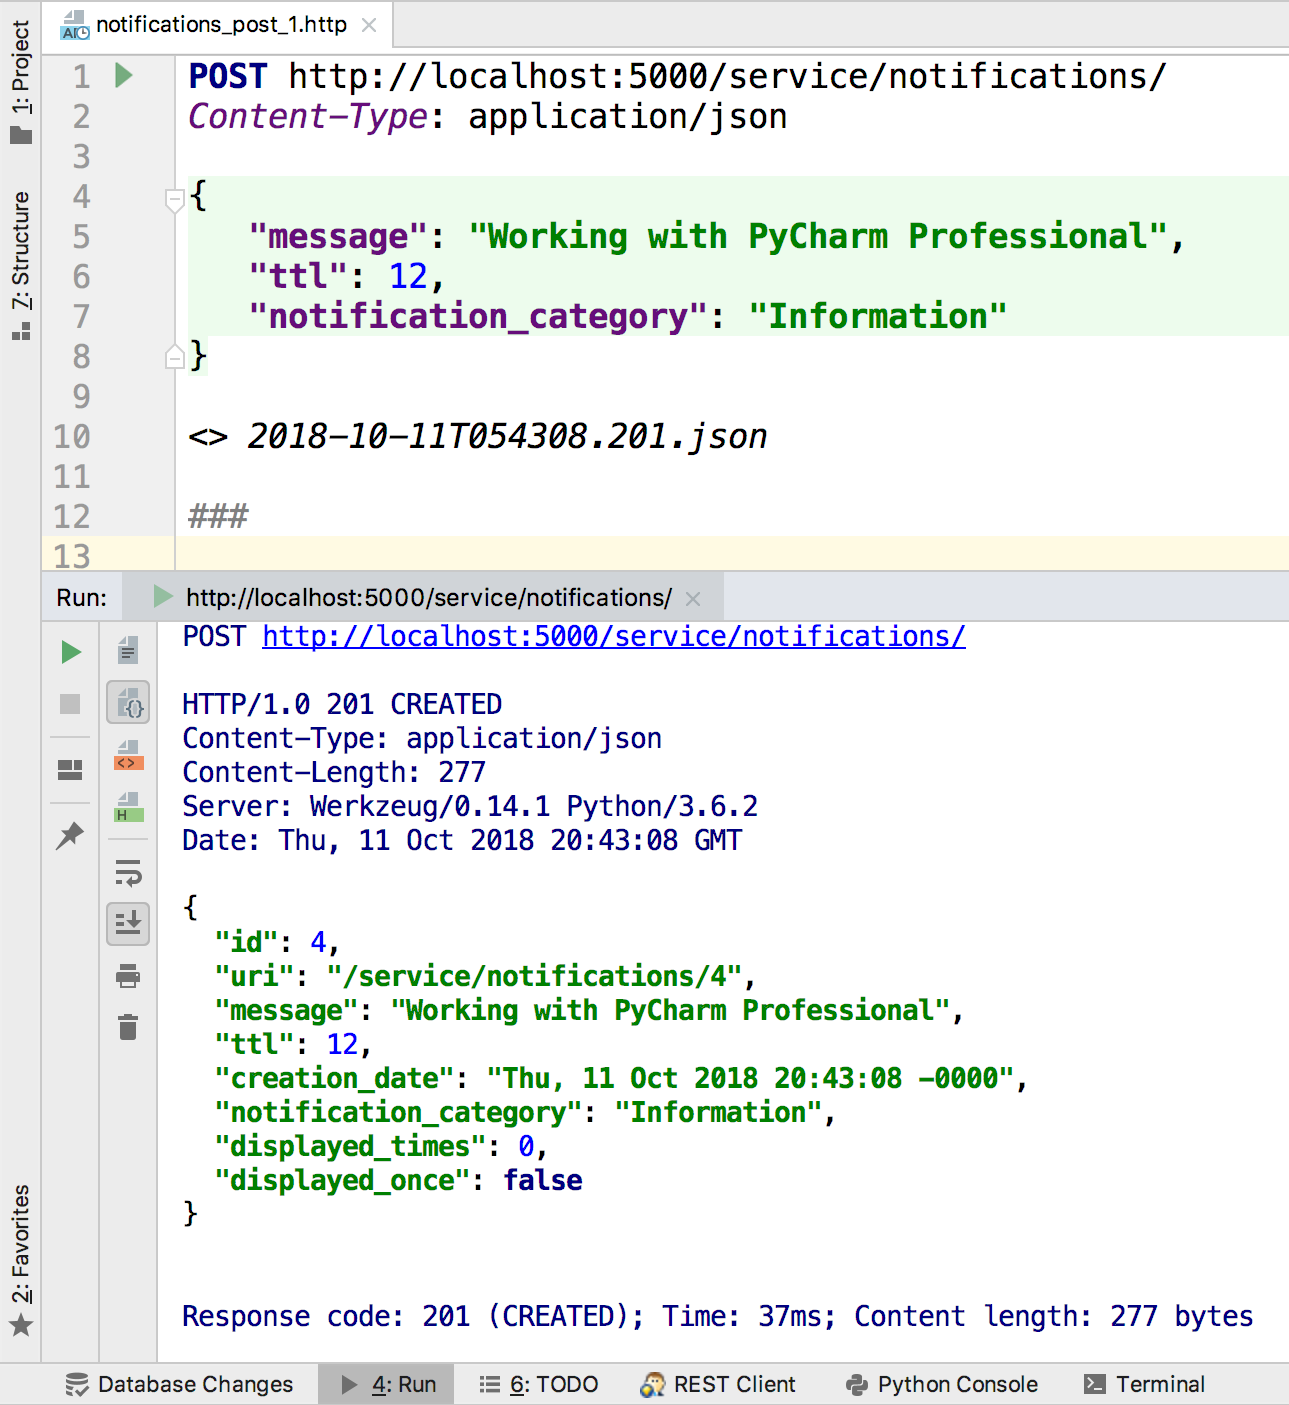 notifications_post_1.http
1: Project
7: Structure
2: Favorites
1 POST http://localhost:5000/service/notifications/
2 Content-Type: application/json
3
4 {
5 "message": "Working with PyCharm Professional",
6 "ttl": 12,
7 "notification_category": "Information"
8 }
9
10 <> 2018-10-11T054308.201.json
11
12 ###
13
Run: http://localhost:5000/service/notifications/
POST http://localhost:5000/service/notifications/
HTTP/1.0 201 CREATED
Content-Type: application/json
Content-Length: 277
Server: Werkzeug/0.14.1 Python/3.6.2
Date: Thu, 11 Oct 2018 20:43:08 GMT
{
"id": 4,
"uri": "/service/notifications/4",
"message": "Working with PyCharm Professional",
"ttl": 12,
"creation_date": "Thu, 11 Oct 2018 20:43:08 -0000",
"notification_category": "Information",
"displayed_times": 0,
"displayed_once": false
}
Response code: 201 (CREATED); Time: 37ms; Content length: 277 bytes
Database Changes 4: Run 6: TODO REST Client Python Console Terminal